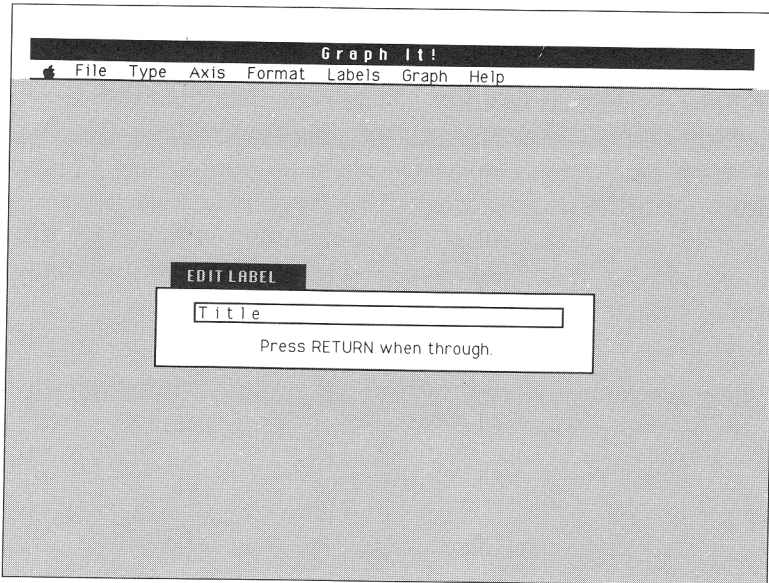 Graph It!
File Type Axis Format Labels Graph Help
EDIT LABEL
Title
Press RETURN when through.